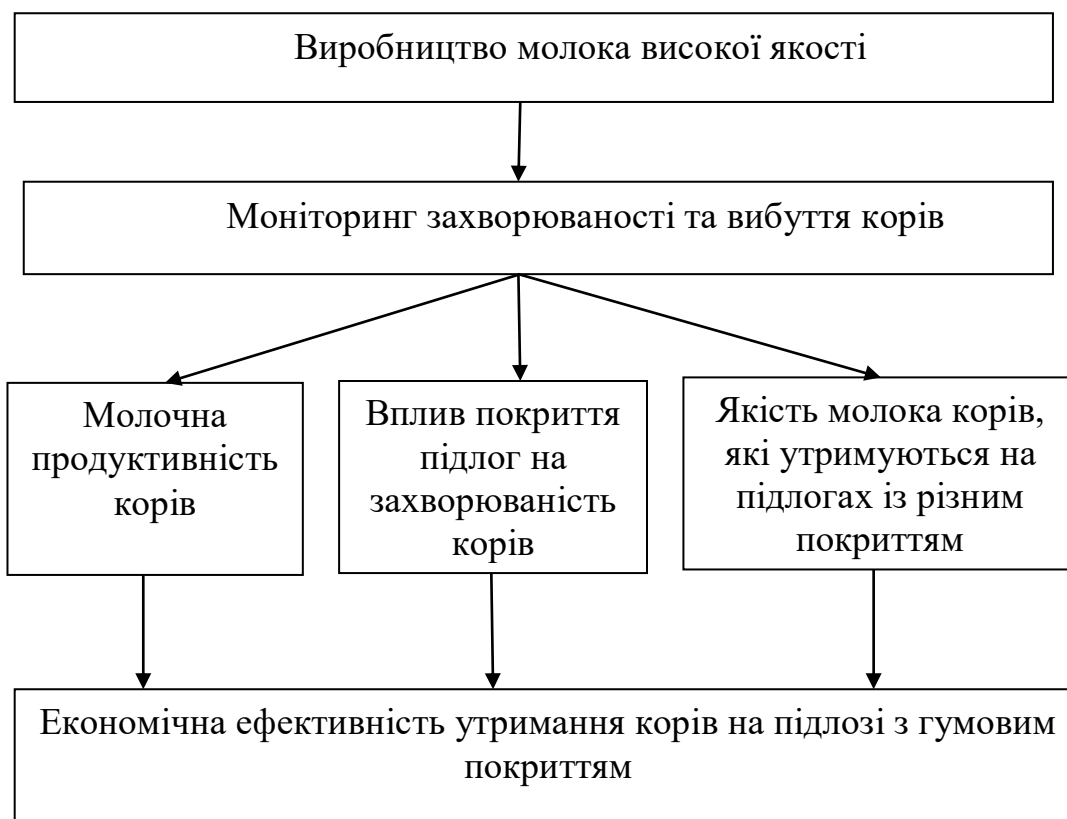 Виробництво молока високої якості
Моніторинг захворюваності та вибуття корів
Молочна
продуктивність
корів
Вплив покриття
підлог на
захворюваність
корів
Якість молока корів,
які утримуються на
підлогах із різним
покриттям
Економічна ефективність утримання корів на підлозі з гумовим
покриттям